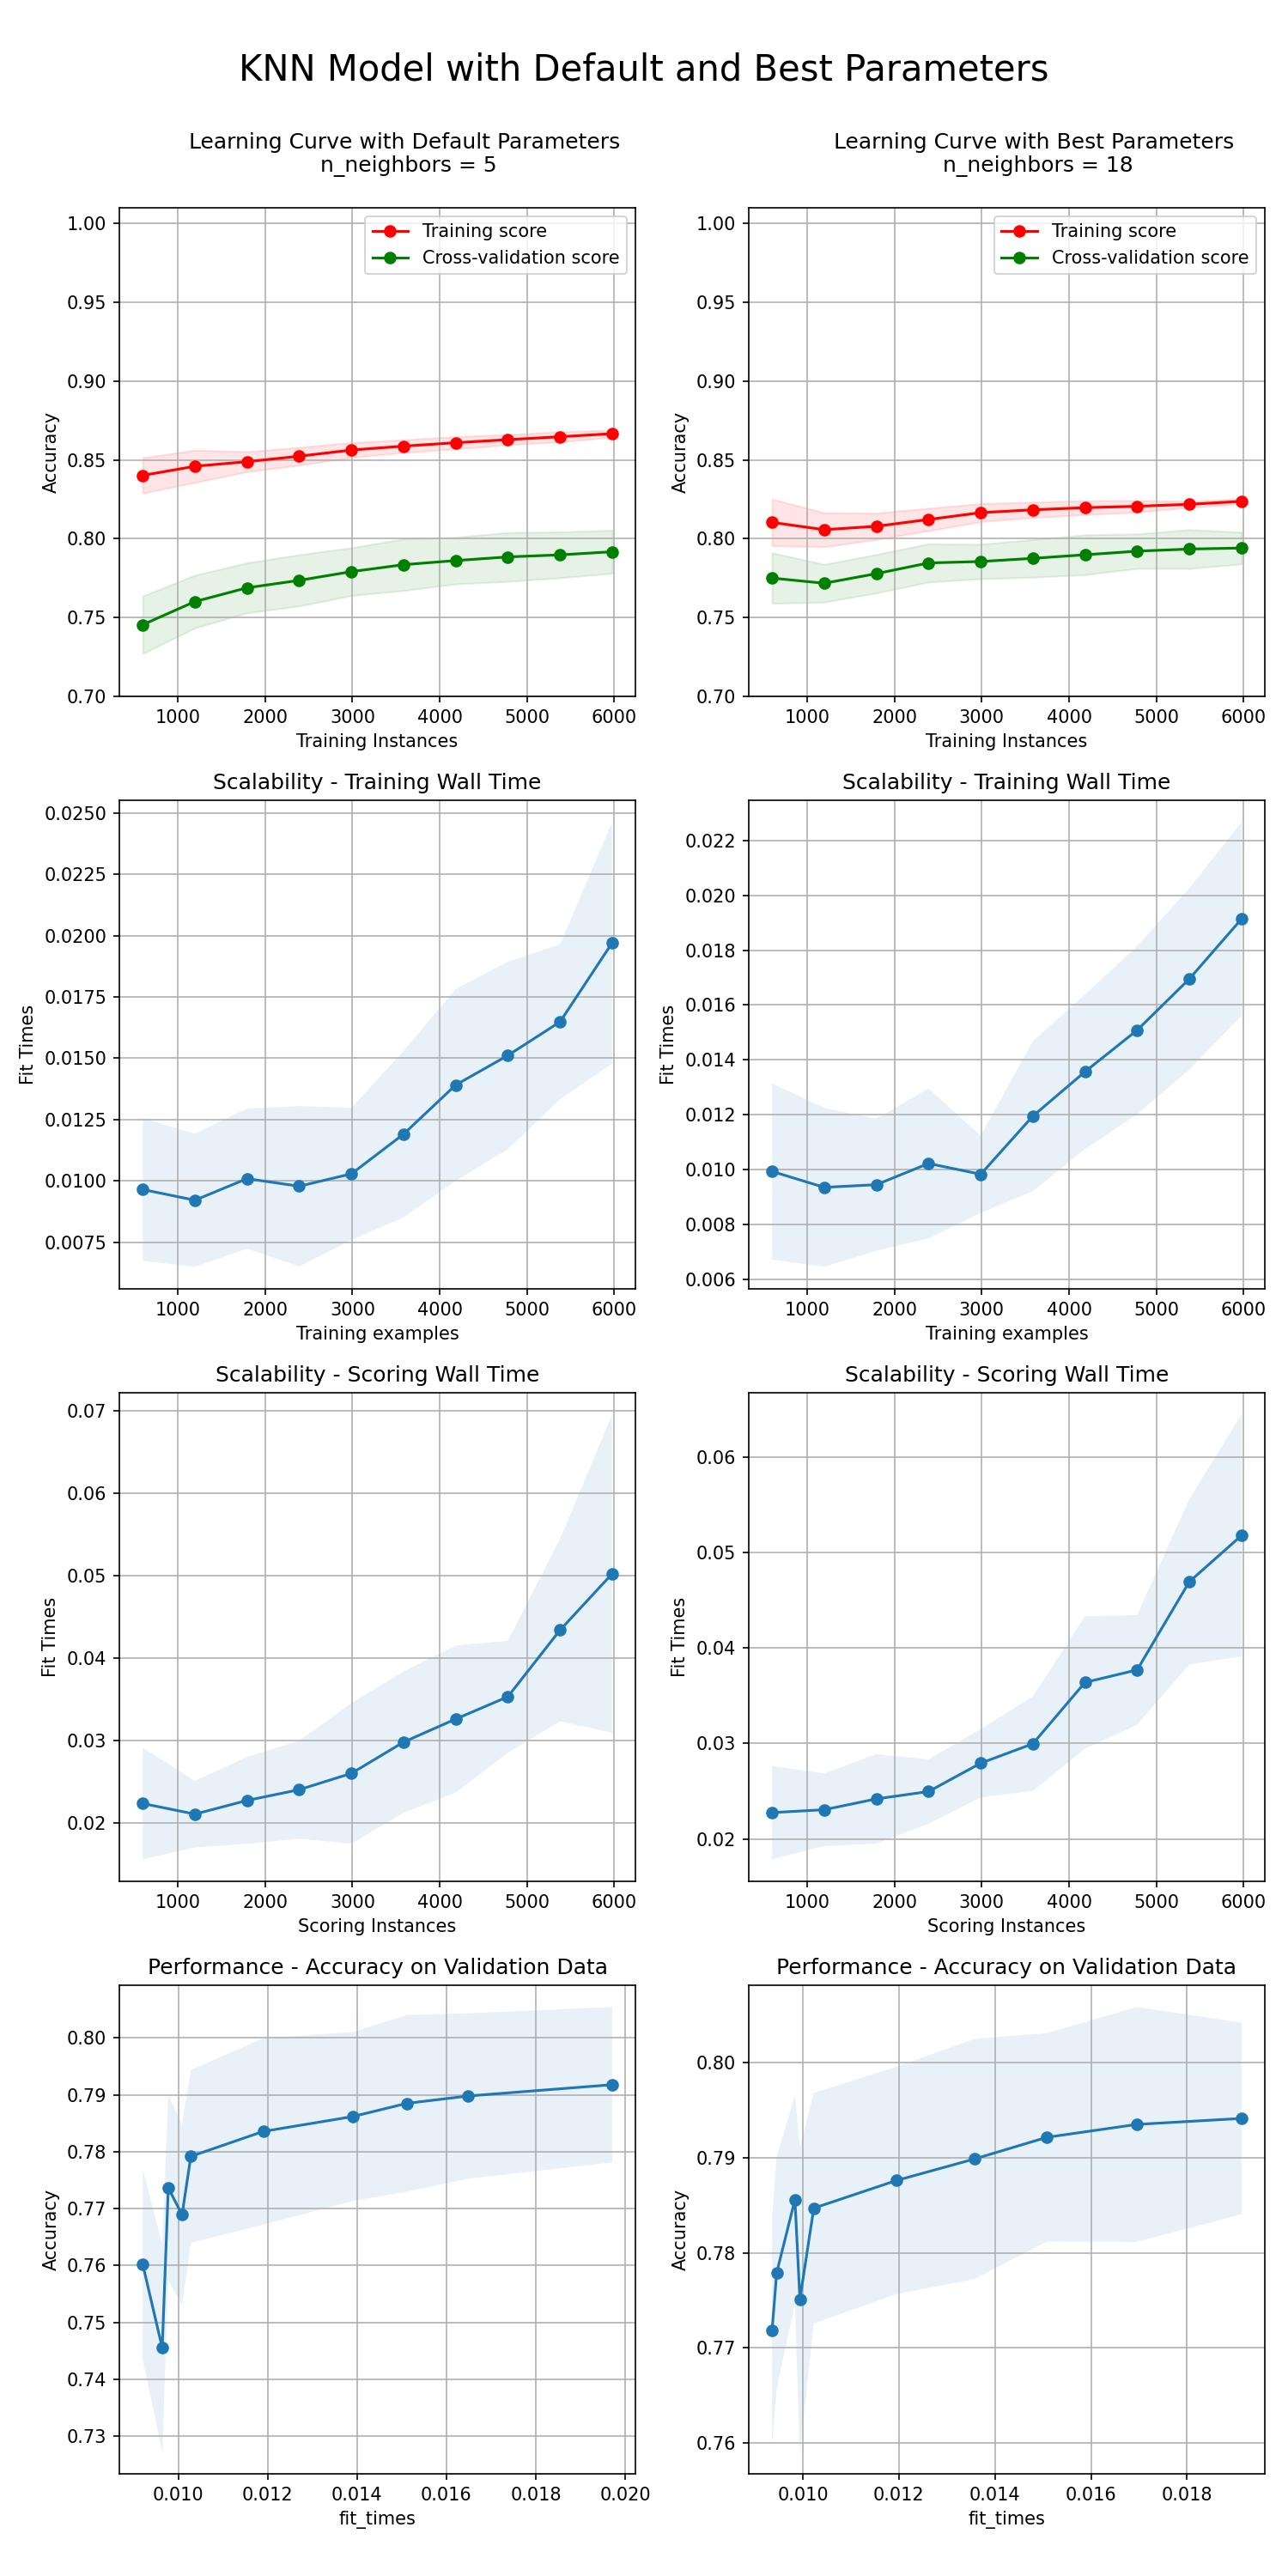 KNN Model with Default and Best Parameters
Learning Curve with Default Parameters
n_neighbors = 5
1.00
0.95
0.90
0.85
0.80
0.75
0.70
Accuracy
Training score
Cross-validation score
1000 2000 3000 4000 5000 6000
Training Instances
Learning Curve with Best Parameters
n_neighbors = 18
1.00
0.95
0.90
0.85
0.80
0.75
0.70
Accuracy
Training score
Cross-validation score
1000 2000 3000 4000 5000 6000
Training Instances
Scalability - Training Wall Time
0.0250
0.0225
0.0200
0.0175
0.0150
0.0125
0.0100
0.0075
Fit Times
1000 2000 3000 4000 5000 6000
Training examples
Scalability - Training Wall Time
0.022
0.020
0.018
0.016
0.014
0.012
0.010
0.008
0.006
Fit Times
1000 2000 3000 4000 5000 6000
Training examples
Scalability - Scoring Wall Time
0.07
0.06
0.05
0.04
0.03
0.02
Fit Times
1000 2000 3000 4000 5000 6000
Scoring Instances
Scalability - Scoring Wall Time
0.06
0.05
0.04
0.03
0.02
Fit Times
1000 2000 3000 4000 5000 6000
Scoring Instances
Performance - Accuracy on Validation Data
0.80
0.79
0.78
0.77
0.76
0.75
0.74
0.73
Accuracy
0.010 0.012 0.014 0.016 0.018 0.020
fit_times
Performance - Accuracy on Validation Data
0.80
0.79
0.78
0.77
0.76
Accuracy
0.010 0.012 0.014 0.016 0.018
fit_times